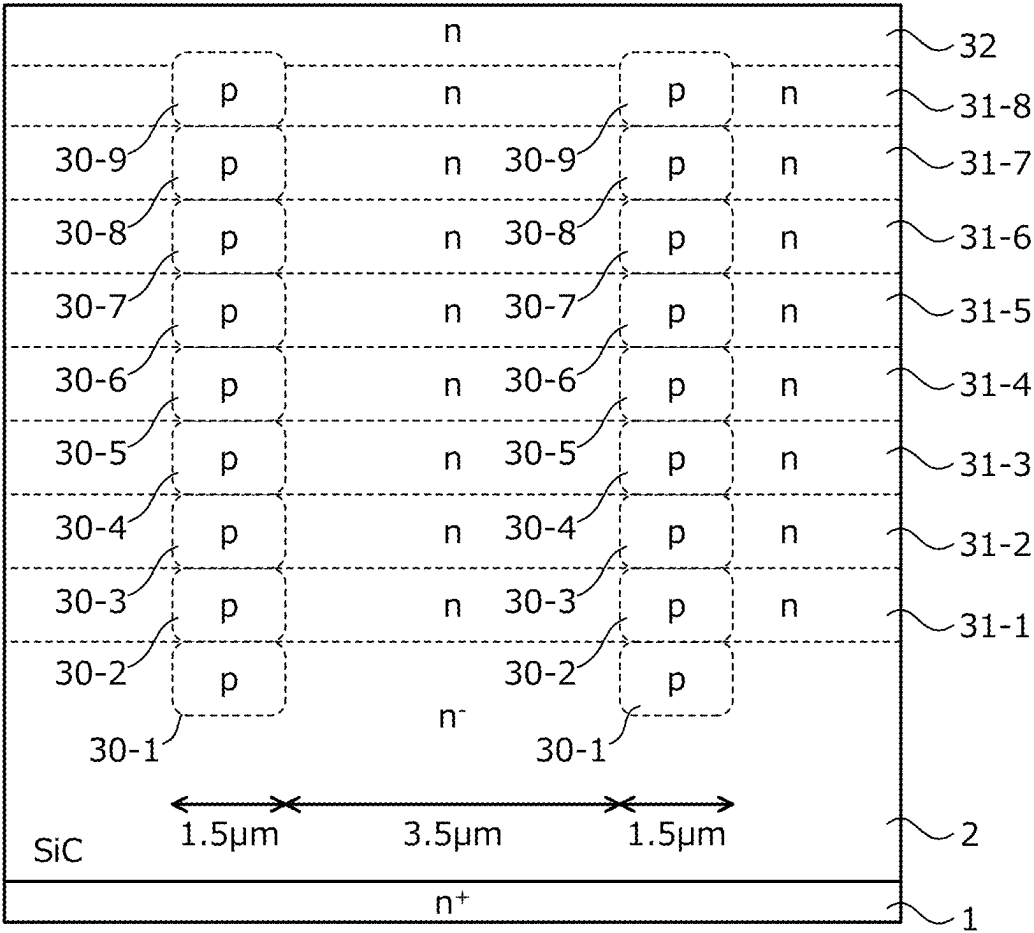 n 32
p n p n 31-8
30-9 30-9
p n p n 31-7
30-8 30-8
p n p n 31-6
30-7 30-7
p n p n 31-5
30-6 30-6
p n p n 31-4
30-5 30-5
p n p n 31-3
30-4 30-4
p n p n 31-2
30-3 30-3
p n p n 31-1
30-2 30-2
p p
n⁻
30-1 30-1
1.5μm 3.5μm 1.5μm 2
SiC
n⁺ 1